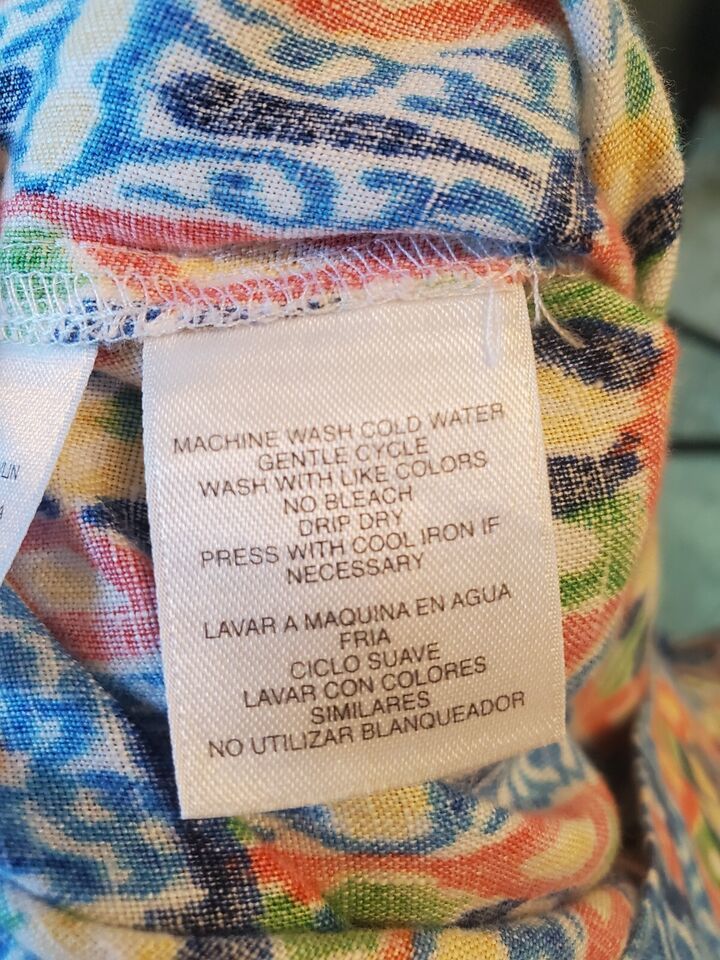 MACHINE WASH COLD WATER
GENTLE CYCLE
WASH WITH LIKE COLORS
NO BLEACH
DRIP DRY
PRESS WITH COOL IRON IF
NECESSARY
LAVAR A MAQUINA EN AGUA
FRIA
CICLO SUAVE
LAVAR CON COLORES
SIMILARES
NO UTILIZAR BLANQUEADOR